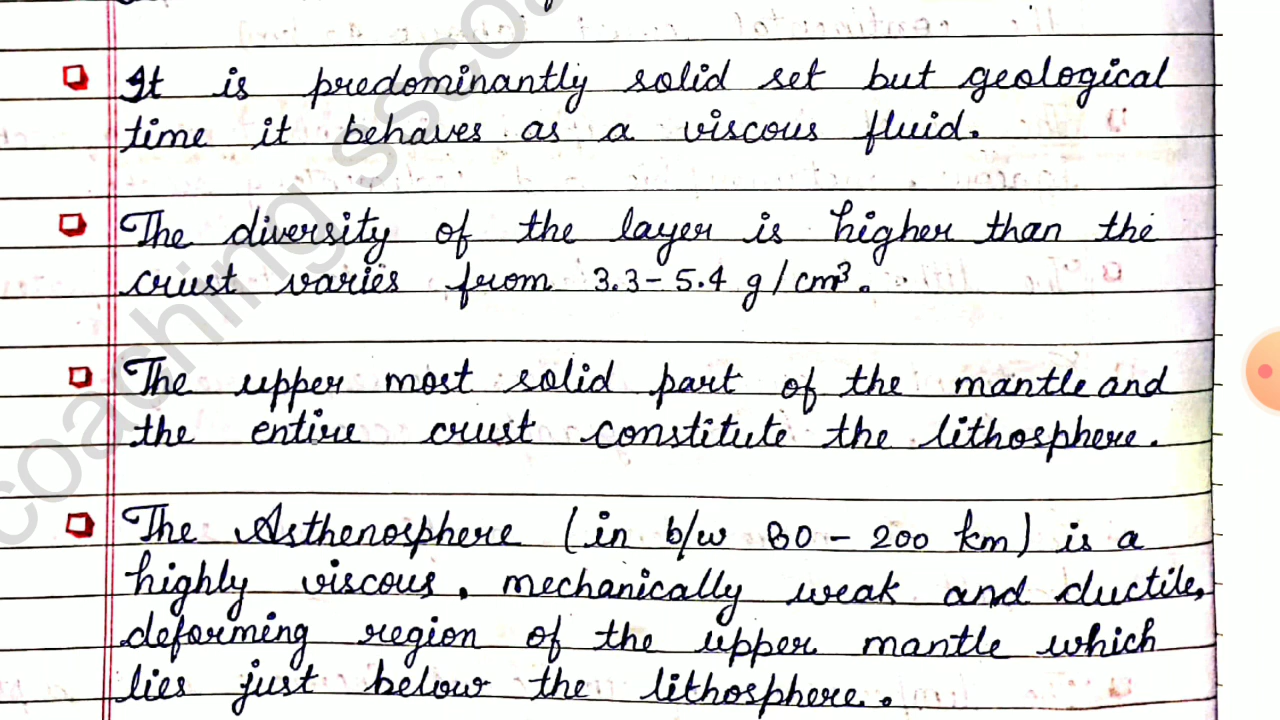 It is predominantly solid set but geological
time it behaves as a viscous fluid.
The diversity of the layer is higher than the
crust varies from 3.3 - 5.4 g/cm³.
The upper most solid part of the mantle and
the entire crust constitute the lithosphere.
The Asthenosphere (in b/w 80 - 200 km) is a
highly viscous, mechanically weak and ductile,
deforming region of the upper mantle which
lies just below the lithosphere.
coaching